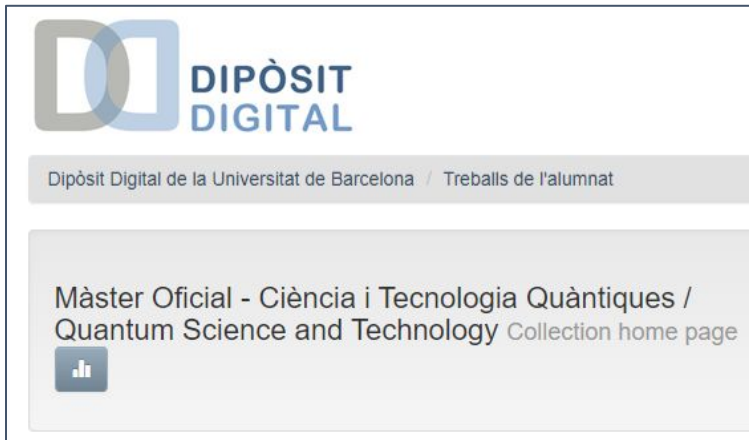 DIPÒSIT
DIGITAL
Dipòsit Digital de la Universitat de Barcelona / Treballs de l'alumnat
Màster Oficial - Ciència i Tecnologia Quàntiques /
Quantum Science and Technology Collection home page